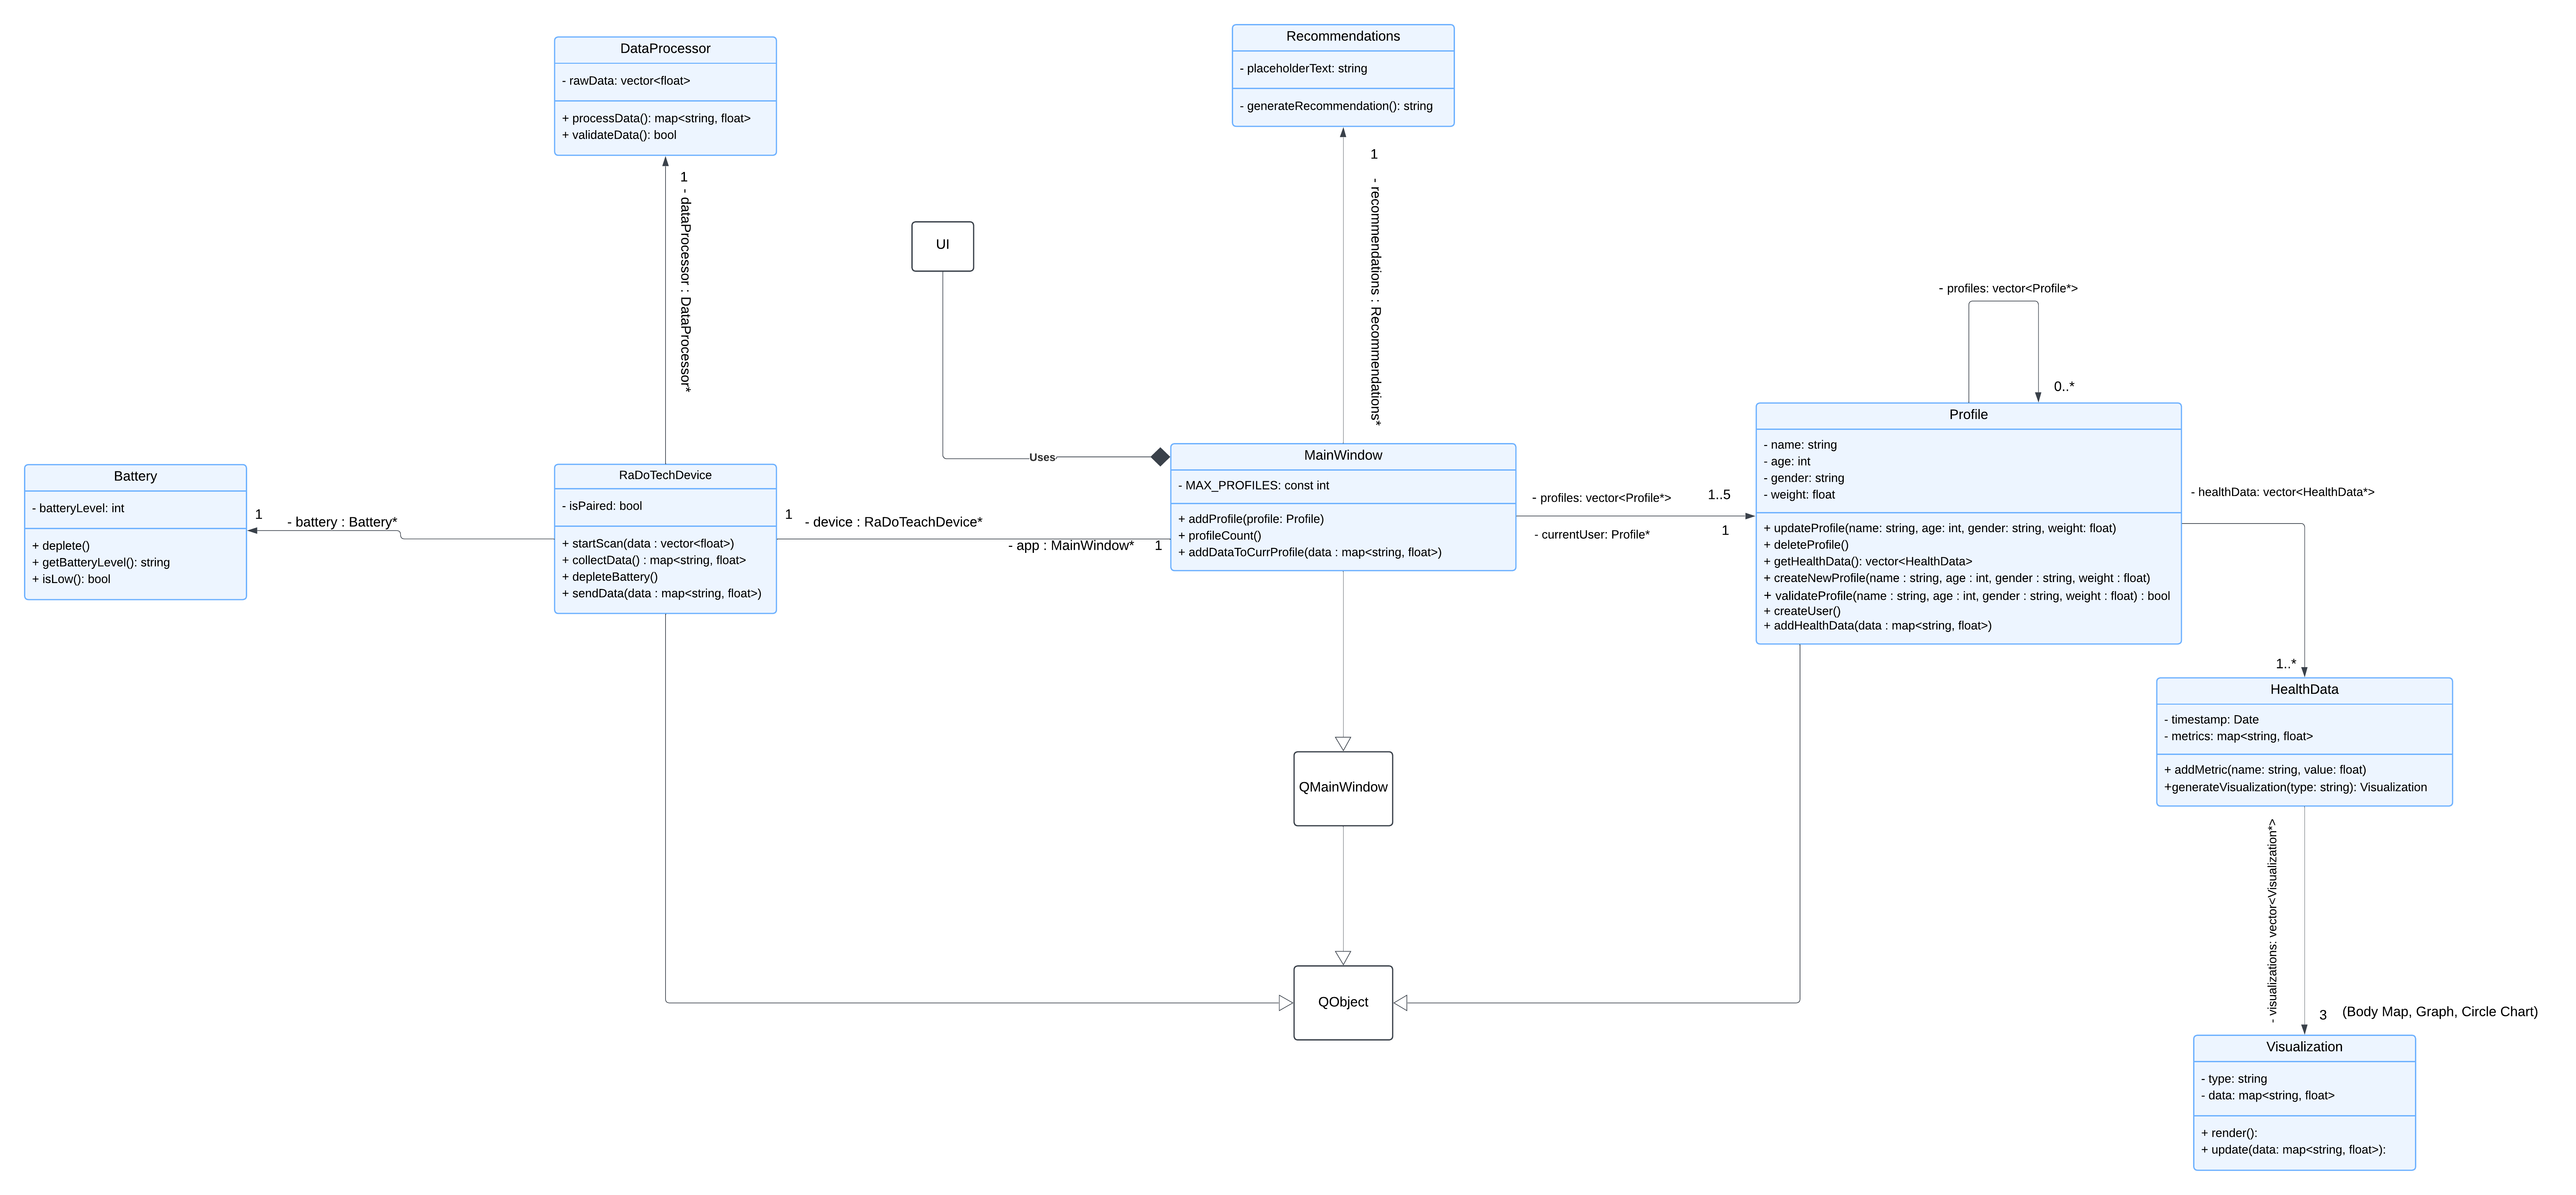 DataProcessor
- rawData: vector<float>
+ processData(): map<string, float>
+ validateData(): bool
1
- dataProcessor : DataProcessor*
Recommendations
- placeholderText: string
- generateRecommendation(): string
1
- recommendations : Recommendations*
UI
Uses
Battery
- batteryLevel: int
+ deplete()
+ getBatteryLevel(): string
+ isLow(): bool
1
- battery : Battery*
RaDoTechDevice
- isPaired: bool
+ startScan(data : vector<float>)
+ collectData() : map<string, float>
+ depleteBattery()
+ sendData(data : map<string, float>)
1
- device : RaDoTeachDevice*
- app : MainWindow*
1
MainWindow
- MAX_PROFILES: const int
+ addProfile(profile: Profile)
+ profileCount()
+ addDataToCurrProfile(data : map<string, float>)
- profiles: vector<Profile*>
1..5
- currentUser: Profile*
1
- profiles: vector<Profile*>
0..*
Profile
- name: string
- age: int
- gender: string
- weight: float
+ updateProfile(name: string, age: int, gender: string, weight: float)
+ deleteProfile()
+ getHealthData(): vector<HealthData>
+ createNewProfile(name : string, age : int, gender : string, weight : float)
+ validateProfile(name : string, age : int, gender : string, weight : float) : bool
+ createUser()
+ addHealthData(data : map<string, float>)
- healthData: vector<HealthData*>
1..*
HealthData
- timestamp: Date
- metrics: map<string, float>
+ addMetric(name: string, value: float)
+generateVisualization(type: string): Visualization
- visualizations: vector<Visualization*>
3
(Body Map, Graph, Circle Chart)
Visualization
- type: string
- data: map<string, float>
+ render():
+ update(data: map<string, float>):
QMainWindow
QObject